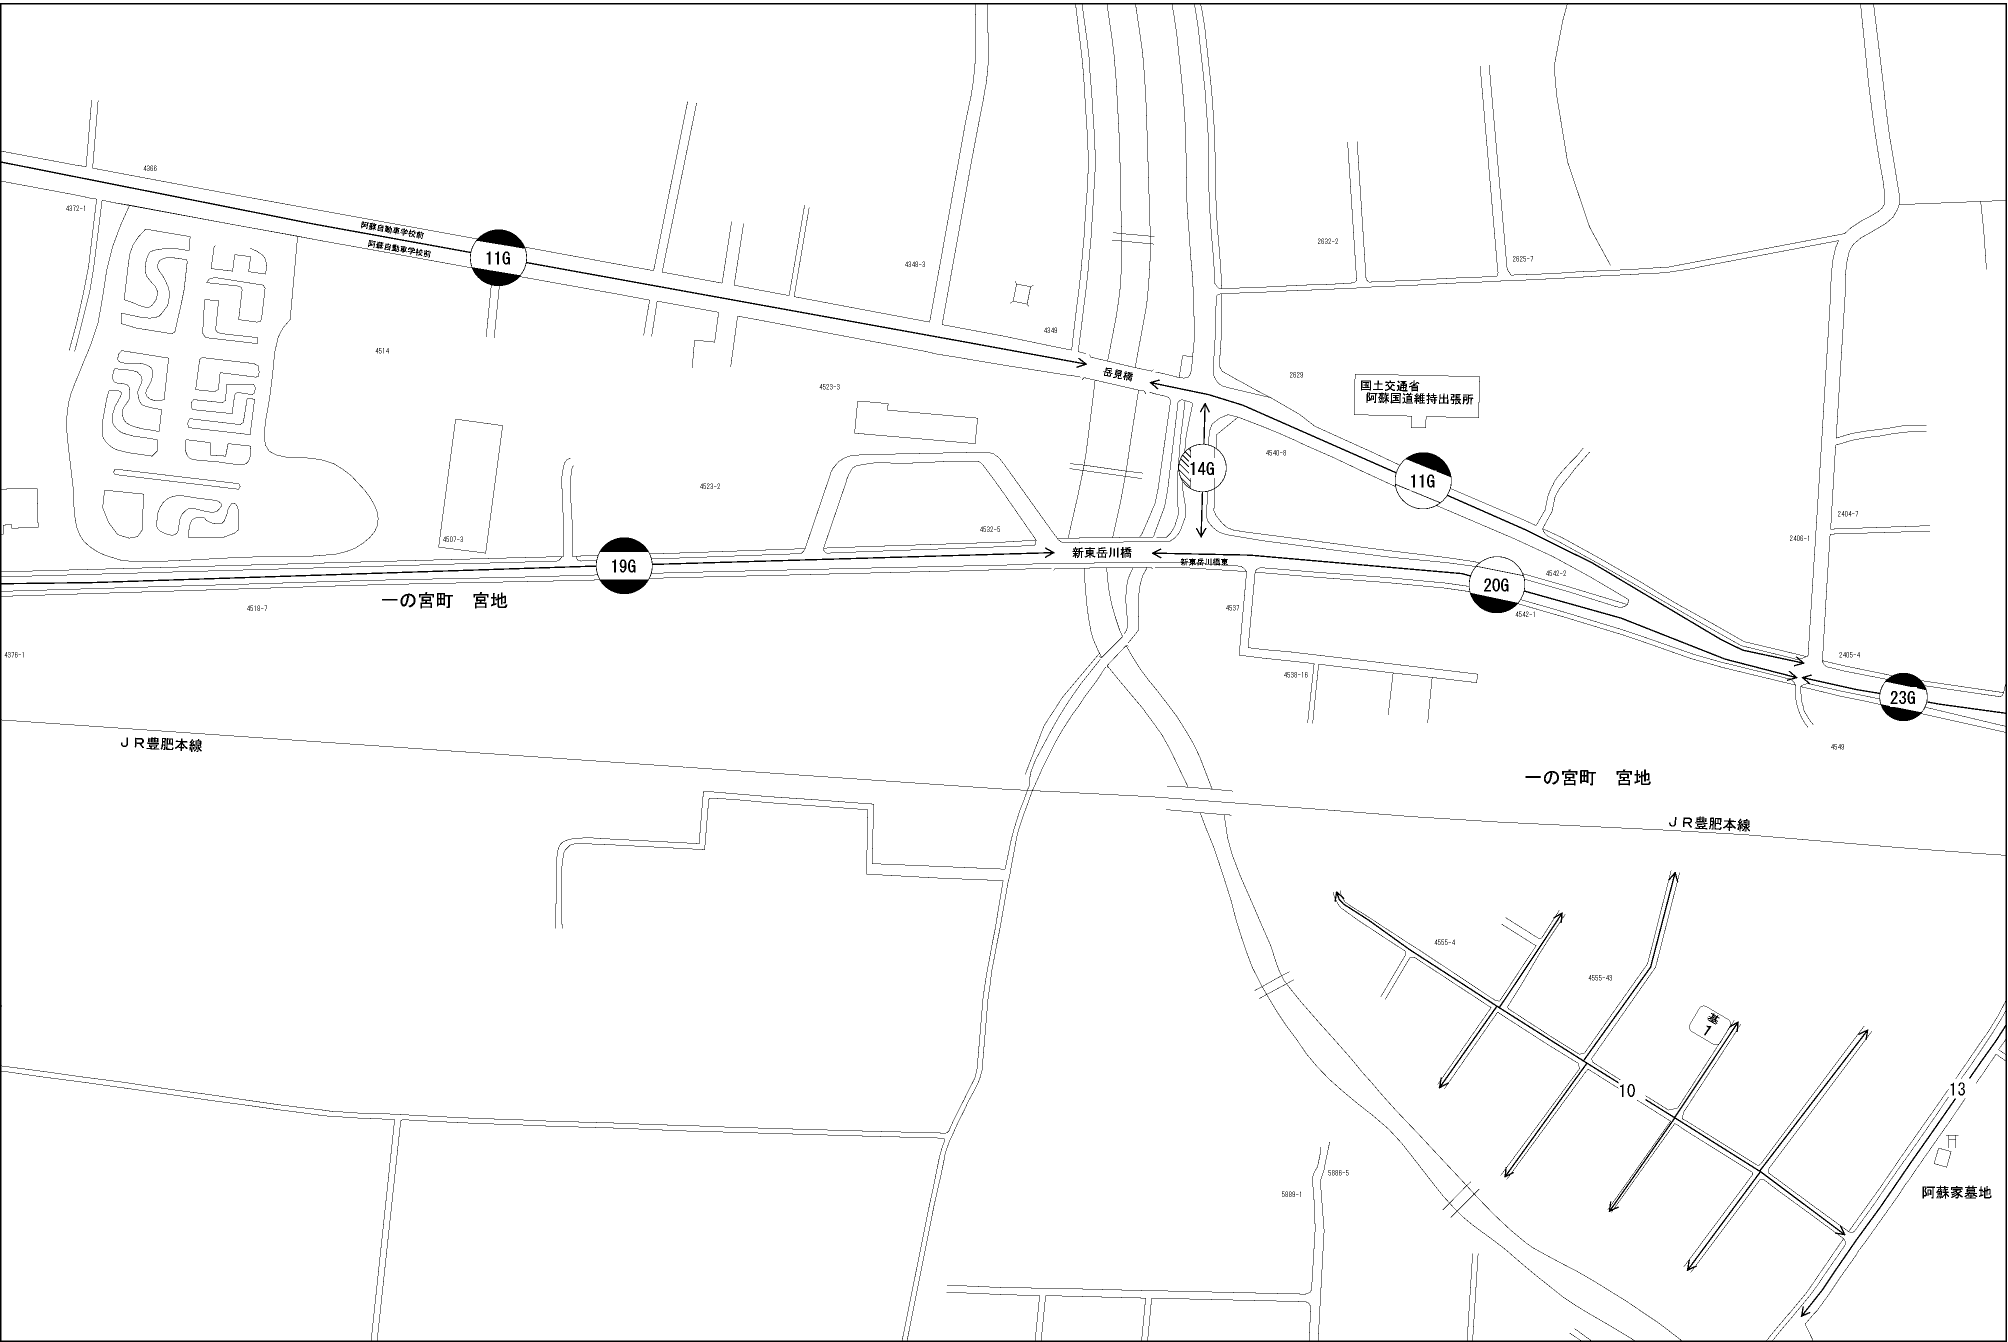 4366
4372-1
阿蘇自動車学校前
阿蘇自動車学校前
11G
4348-3
2632-2
2625-7
4349
4514
岳見橋
2629
国土交通省
阿蘇国道維持出張所
4523-3
4540-8
14G
11G
4523-2
4532-5
4507-3
2404-7
2406-1
新東岳川橋
新東岳川橋東
19G
4542-2
20G
4542-1
一の宮町　宮地
4518-7
4537
4376-1
2405-4
4538-16
23G
ＪＲ豊肥本線
4549
一の宮町　宮地
ＪＲ豊肥本線
4555-4
4555-43
基
1
10
13
5886-5
5889-1
阿蘇家墓地